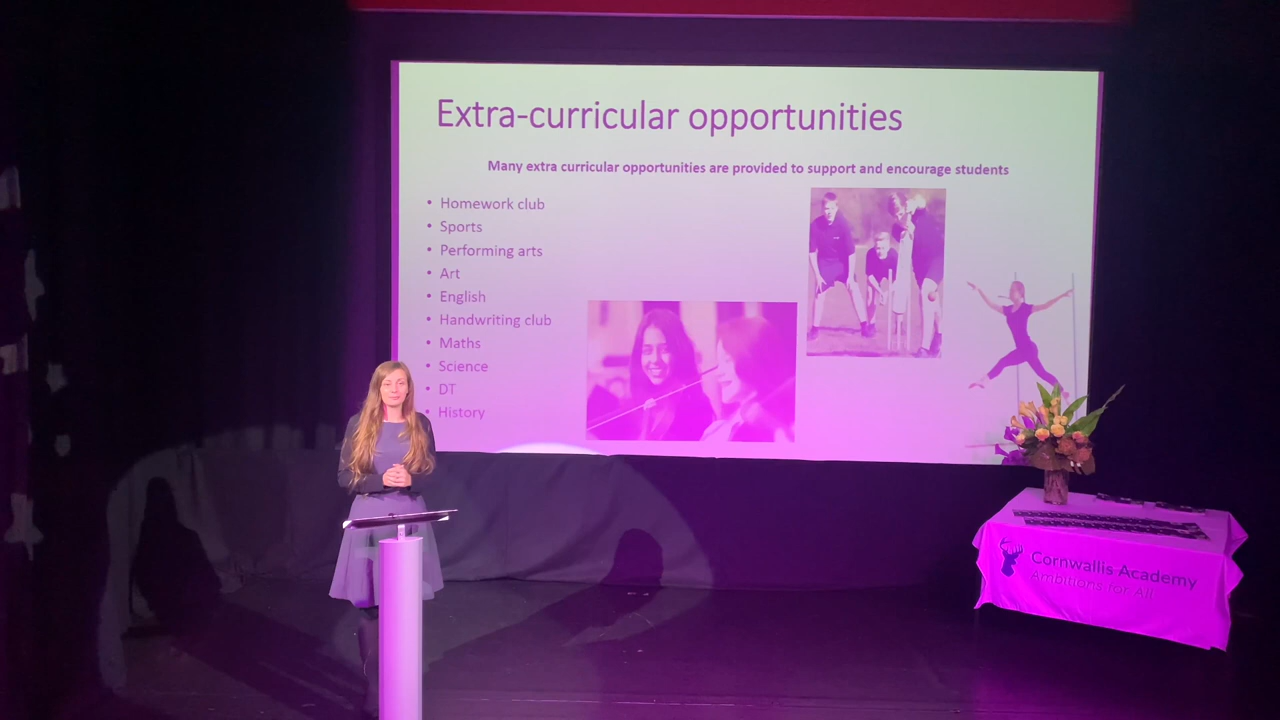 Extra-curricular opportunities
Many extra curricular opportunities are provided to support and encourage students
• Homework club
• Sports
• Performing arts
• Art
• English
• Handwriting club
• Maths
• Science
• DT
• History
Cornwallis Academy
Ambitions for All